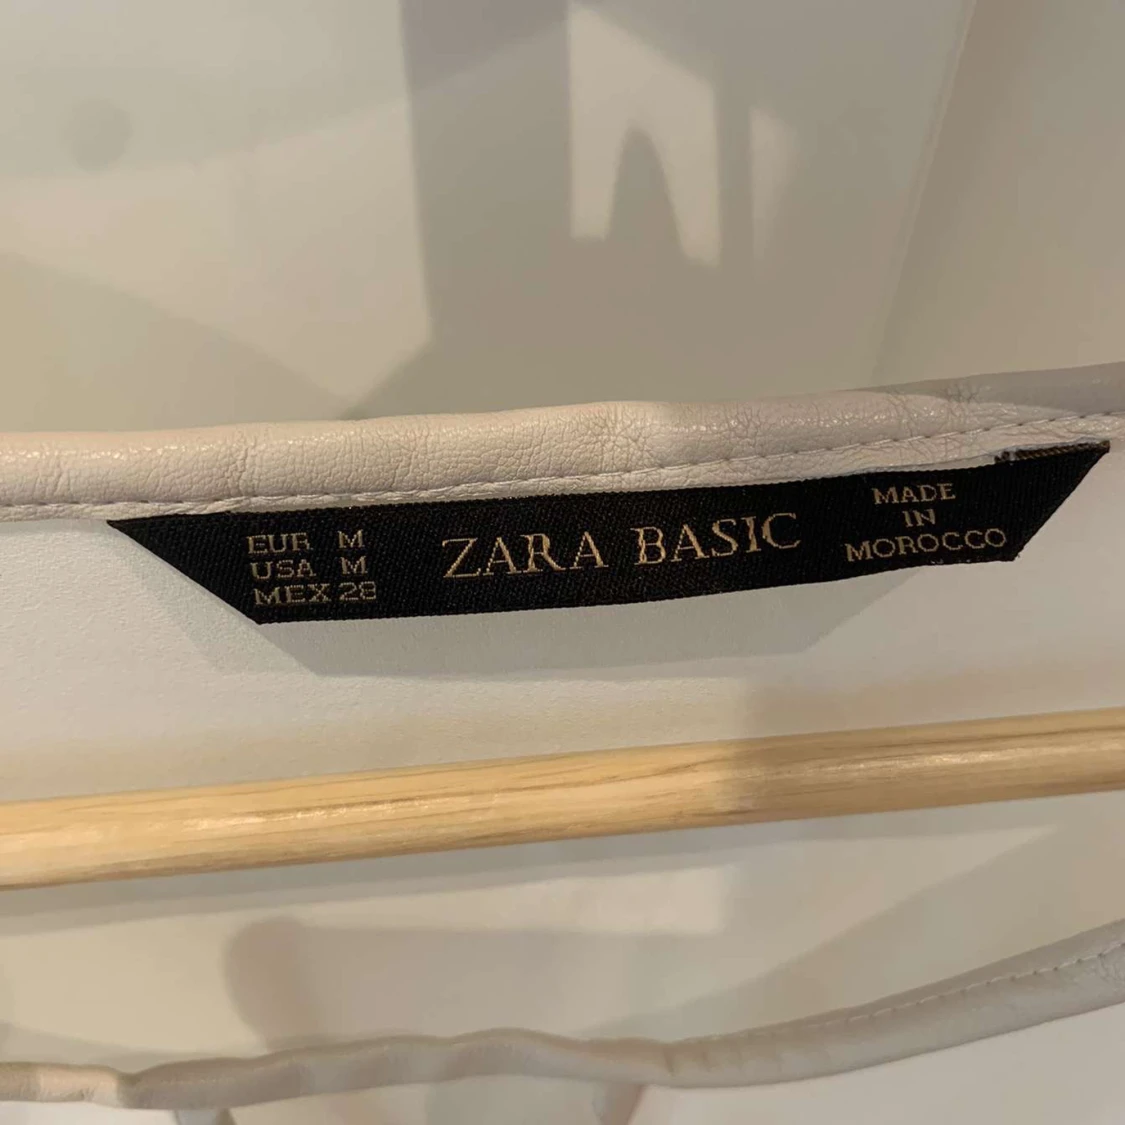 EUR M
USA M
MEX 28
ZARA BASIC
MADE
IN
MOROCCO